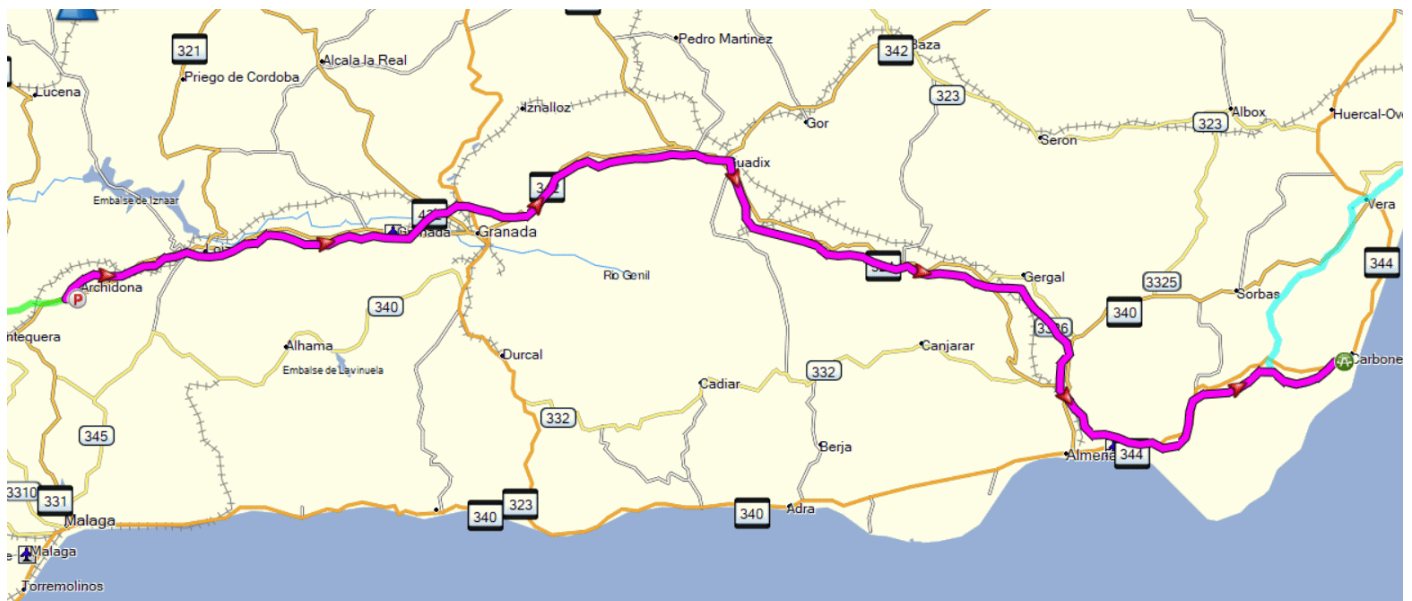 321
Alcala la Real
Pedro Martinez
342
Baza
Priego de Cordoba
Lucena
Iznalloz
323
Albox
Huercal-Ov
Gor
323
Seron
Guadix
Embalse de Iznaar
Vera
Granada
Granada
Rio Genil
344
Archidona
P
Gergal
3325
Sorbas
340
340
ntequera
Alhama
Durcal
Canjarar
Carbone
Embalse de Lavinuela
Cadiar
332
332
345
Berja
Almeria
344
3310
331
323
340
340
Adra
Malaga
Malaga
Torremolinos